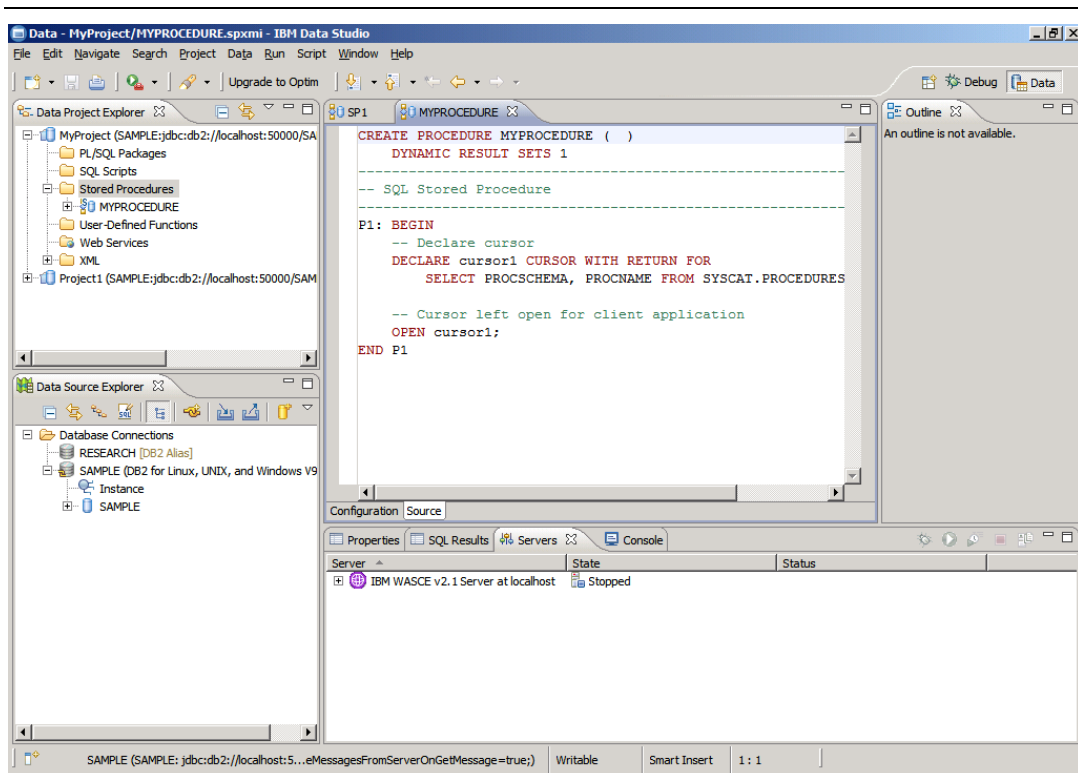 Data - MyProject/MYPROCEDURE.spxmi - IBM Data Studio
File Edit Navigate Search Project Data Run Script Window Help
Upgrade to Optim
Debug Data
Data Project Explorer
MyProject (SAMPLE:jdbc:db2://localhost:50000/SA
PL/SQL Packages
SQL Scripts
Stored Procedures
MYPROCEDURE
User-Defined Functions
Web Services
XML
Project1 (SAMPLE:jdbc:db2://localhost:50000/SAM
SP1 MYPROCEDURE
CREATE PROCEDURE MYPROCEDURE ( )
DYNAMIC RESULT SETS 1
------------------------------------------------------------------------
-- SQL Stored Procedure
------------------------------------------------------------------------
P1: BEGIN
-- Declare cursor
DECLARE cursor1 CURSOR WITH RETURN FOR
SELECT PROCSCHEMA, PROCNAME FROM SYSCAT.PROCEDURES
-- Cursor left open for client application
OPEN cursor1;
END P1
Configuration Source
Outline
An outline is not available.
Data Source Explorer
Database Connections
RESEARCH [DB2 Alias]
SAMPLE (DB2 for Linux, UNIX, and Windows V9
Instance
SAMPLE
Properties SQL Results Servers Console
Server State Status
IBM WASCE v2.1 Server at localhost Stopped
SAMPLE (SAMPLE: jdbc:db2://localhost:5...eMessagesFromServerOnGetMessage=true;) Writable Smart Insert 1 : 1